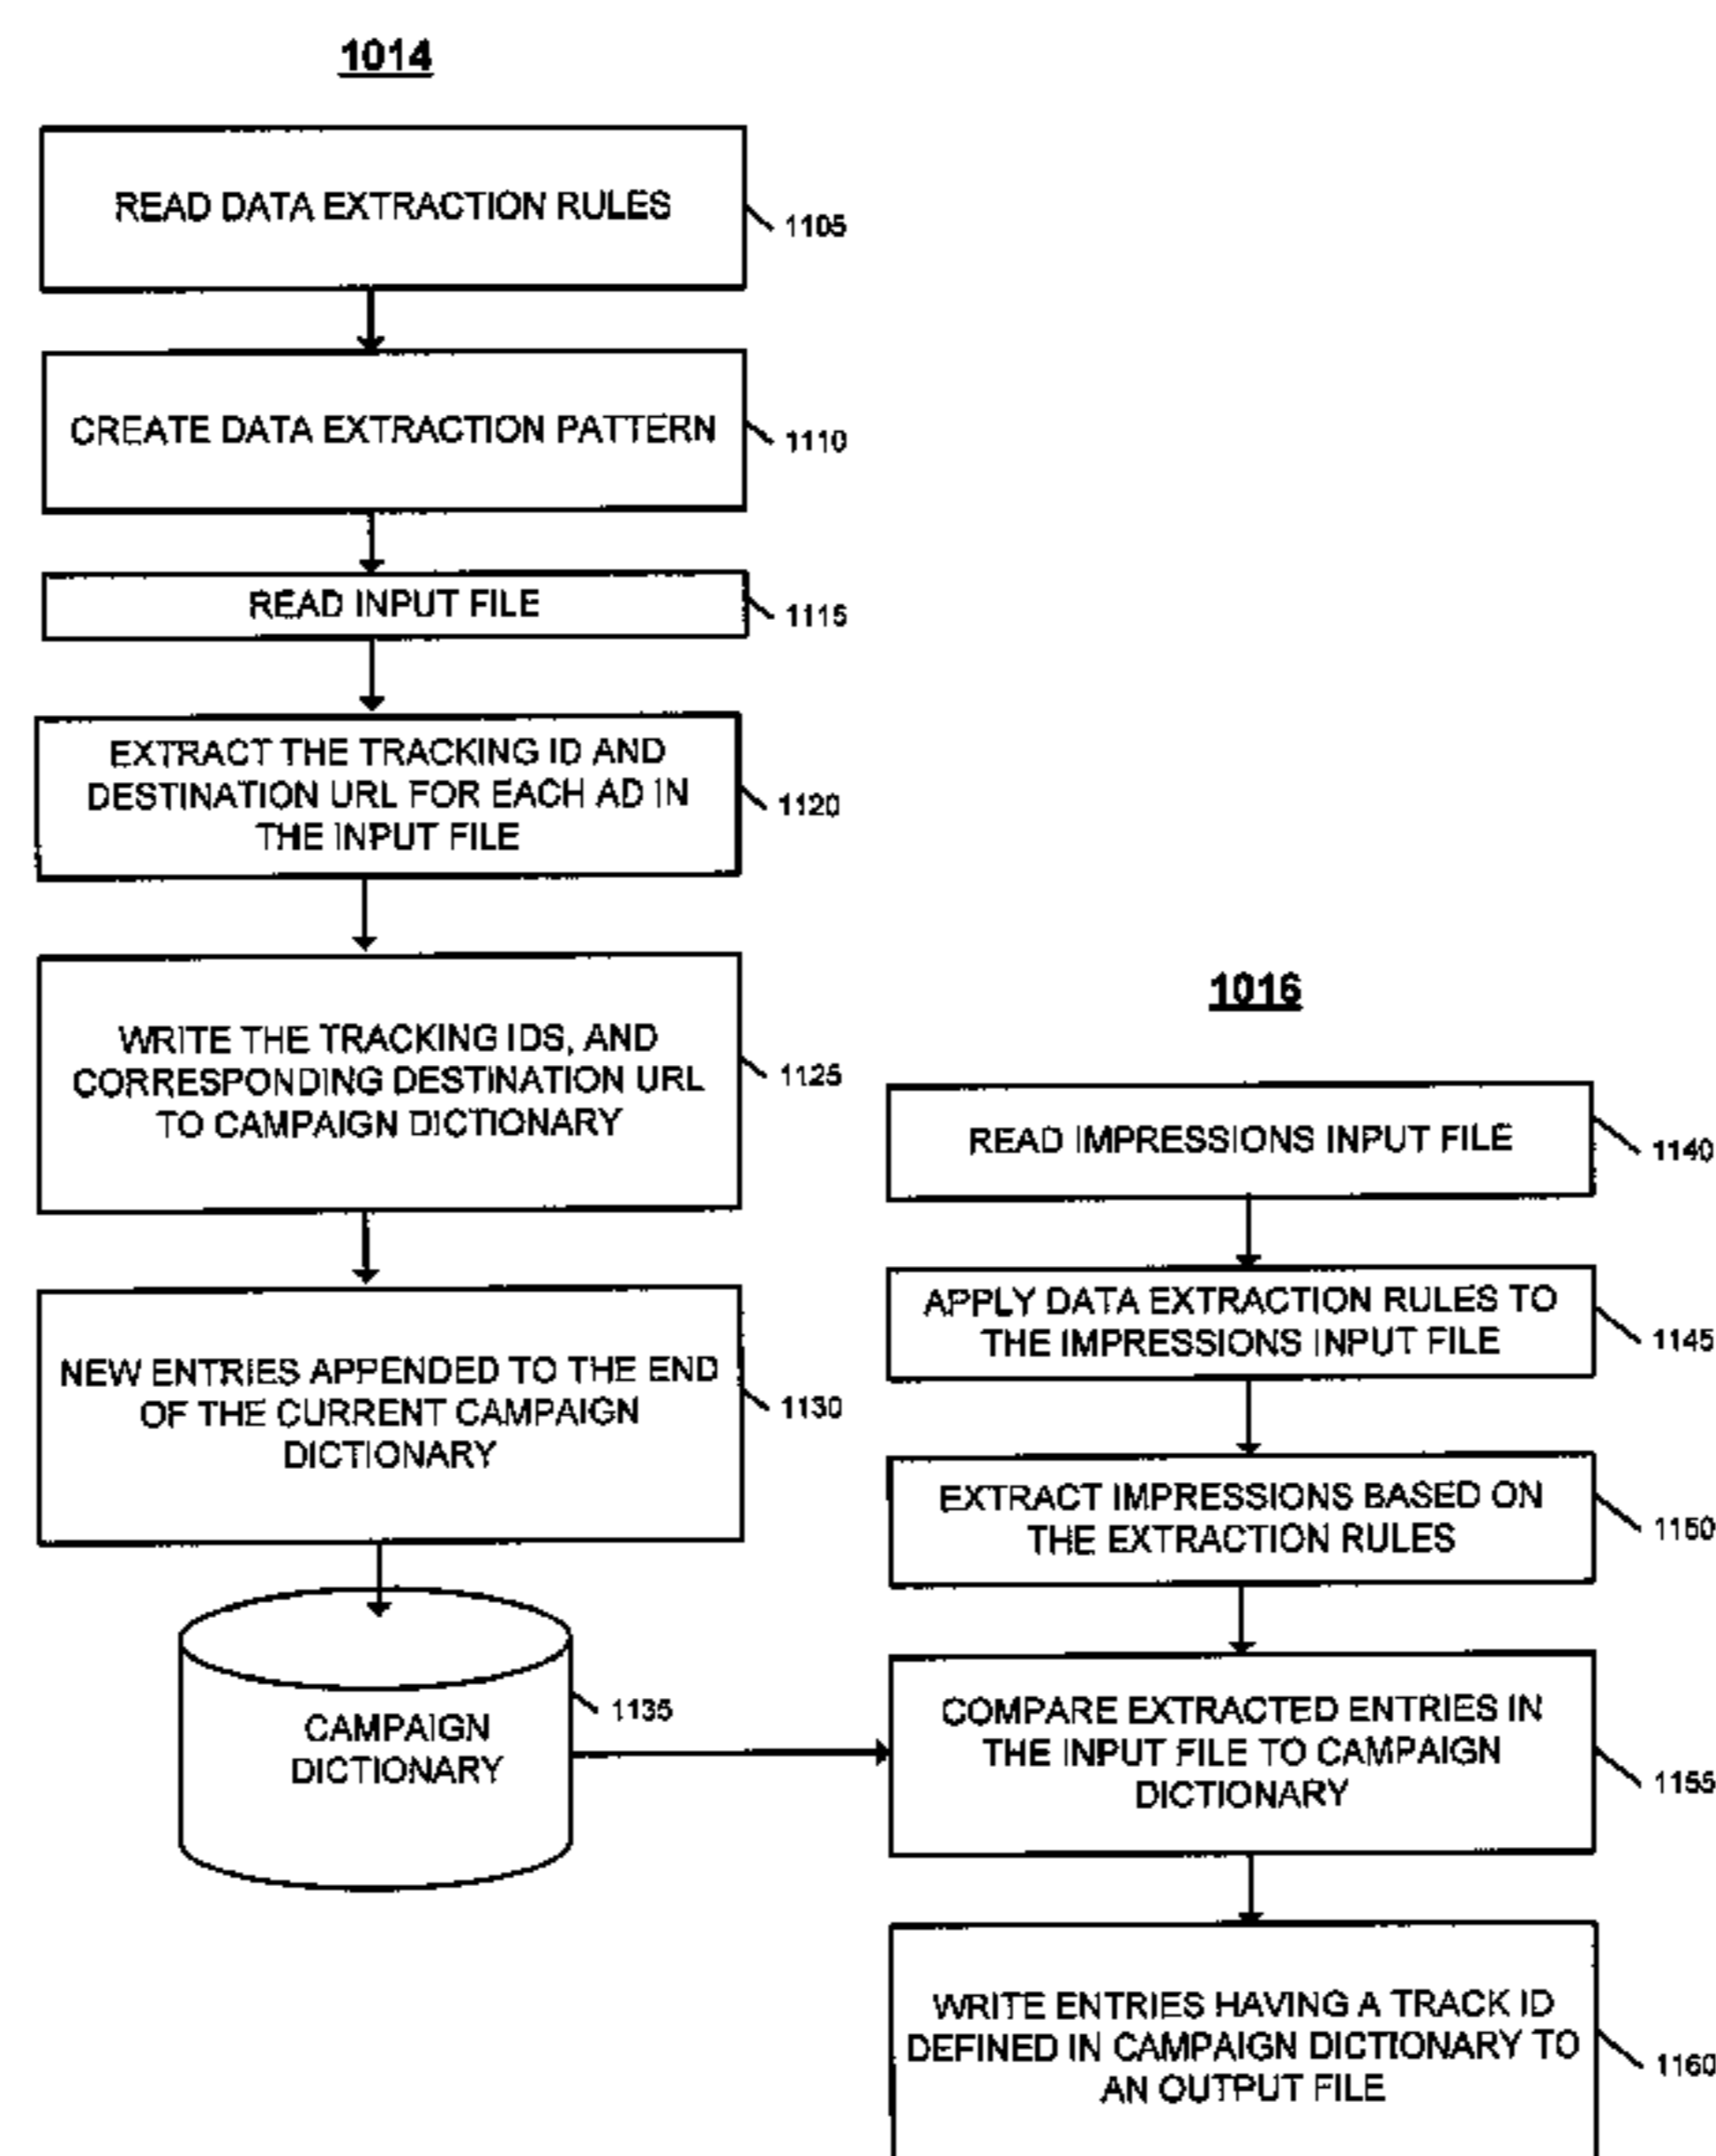 1014
READ DATA EXTRACTION RULES
1105
CREATE DATA EXTRACTION PATTERN
1110
READ INPUT FILE
1115
EXTRACT THE TRACKING ID AND
DESTINATION URL FOR EACH AD IN
THE INPUT FILE
1120
WRITE THE TRACKING IDS, AND
CORRESPONDING DESTINATION URL
TO CAMPAIGN DICTIONARY
1125
NEW ENTRIES APPENDED TO THE END
OF THE CURRENT CAMPAIGN
DICTIONARY
1130
CAMPAIGN
DICTIONARY
1135
1016
READ IMPRESSIONS INPUT FILE
1140
APPLY DATA EXTRACTION RULES TO
THE IMPRESSIONS INPUT FILE
1145
EXTRACT IMPRESSIONS BASED ON
THE EXTRACTION RULES
1150
COMPARE EXTRACTED ENTRIES IN
THE INPUT FILE TO CAMPAIGN
DICTIONARY
1155
WRITE ENTRIES HAVING A TRACK ID
DEFINED IN CAMPAIGN DICTIONARY TO
AN OUTPUT FILE
1160